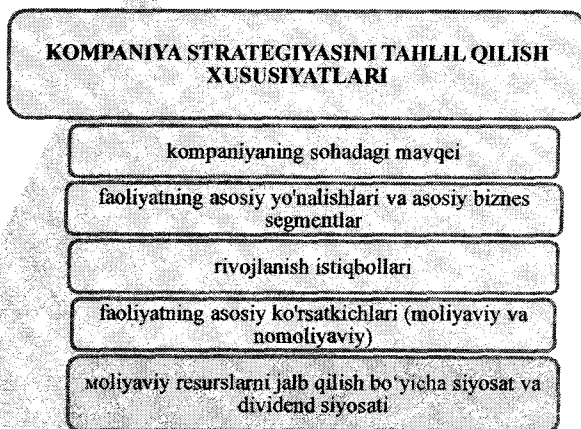 KOMPANIYA STRATEGIYASINI TAHLIL QILISH
XUSUSIYATLARI
kompaniyaning sohadagi mavqei
faoliyatning asosiy yo'nalishlari va asosiy biznes
segmentlar
rivojlanish istiqbollari
faoliyatning asosiy ko'rsatkichlari (moliyaviy va
nomoliyaviy)
moliyaviy resurslarni jalb qilish bo‘yicha siyosat va
dividend siyosati